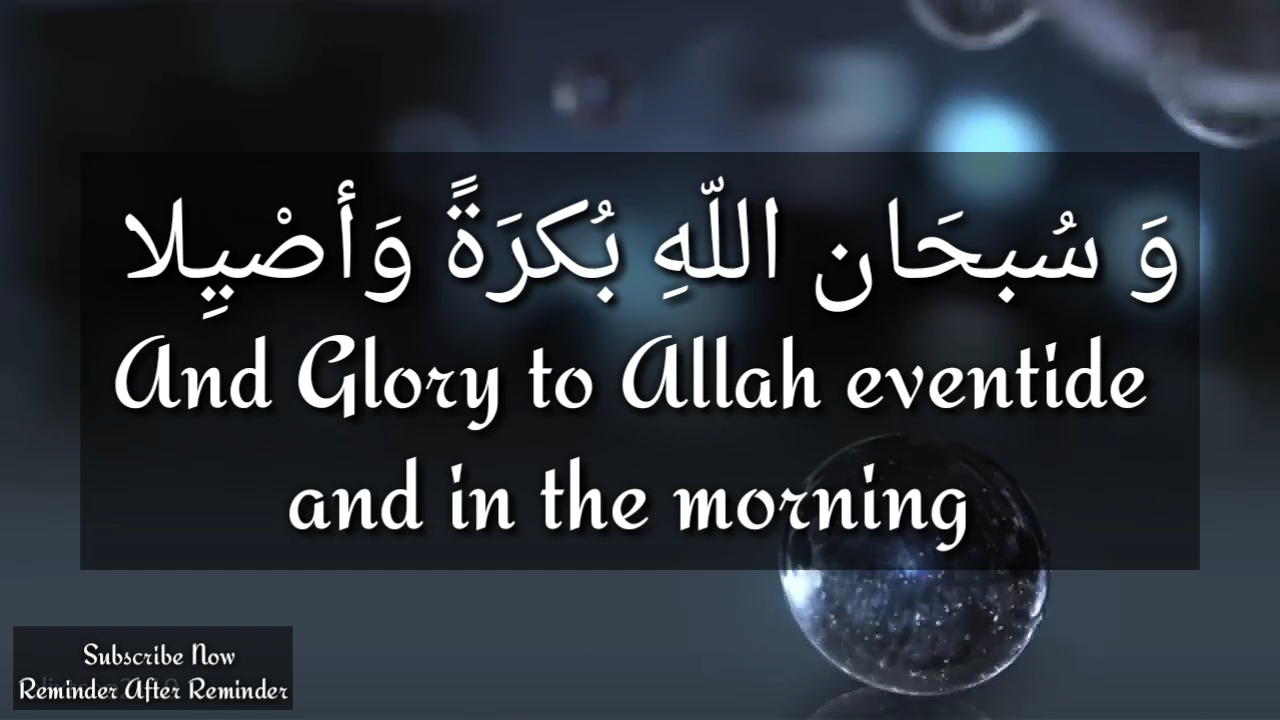 وَ سُبحَان اللّهِ بُكرَةً وَأصْيِلا
And Glory to Allah eventide
and in the morning
Subscribe Now
Reminder After Reminder